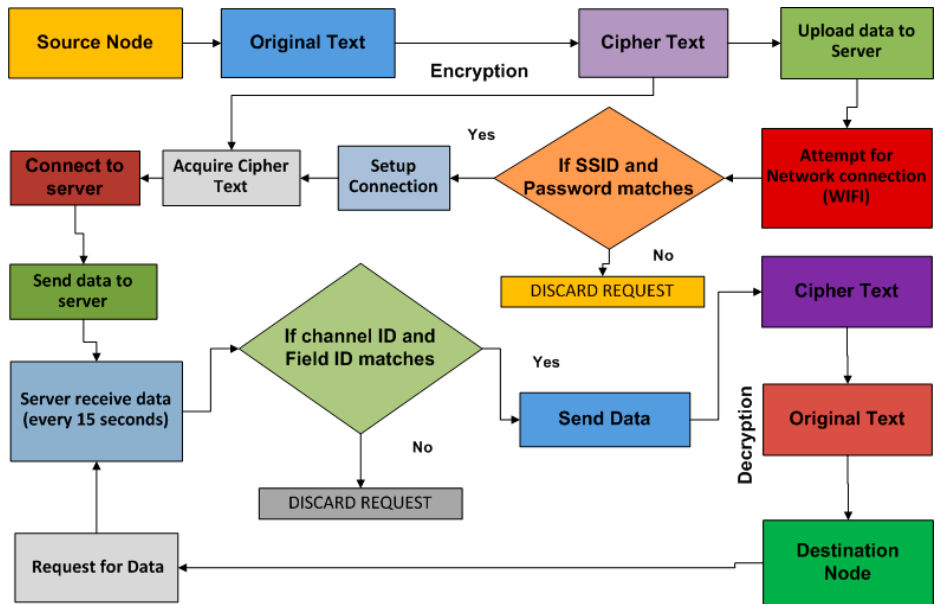 Source Node
Original Text
Cipher Text
Upload data to
Server
Encryption
Yes
Connect to
server
Acquire Cipher
Text
Setup
Connection
If SSID and
Password matches
Attempt for
Network connection
(WIFI)
No
DISCARD REQUEST
Send data to
server
Cipher Text
If channel ID and
Field ID matches
Yes
Server receive data
(every 15 seconds)
Send Data
Original Text
Decryption
No
DISCARD REQUEST
Request for Data
Destination
Node